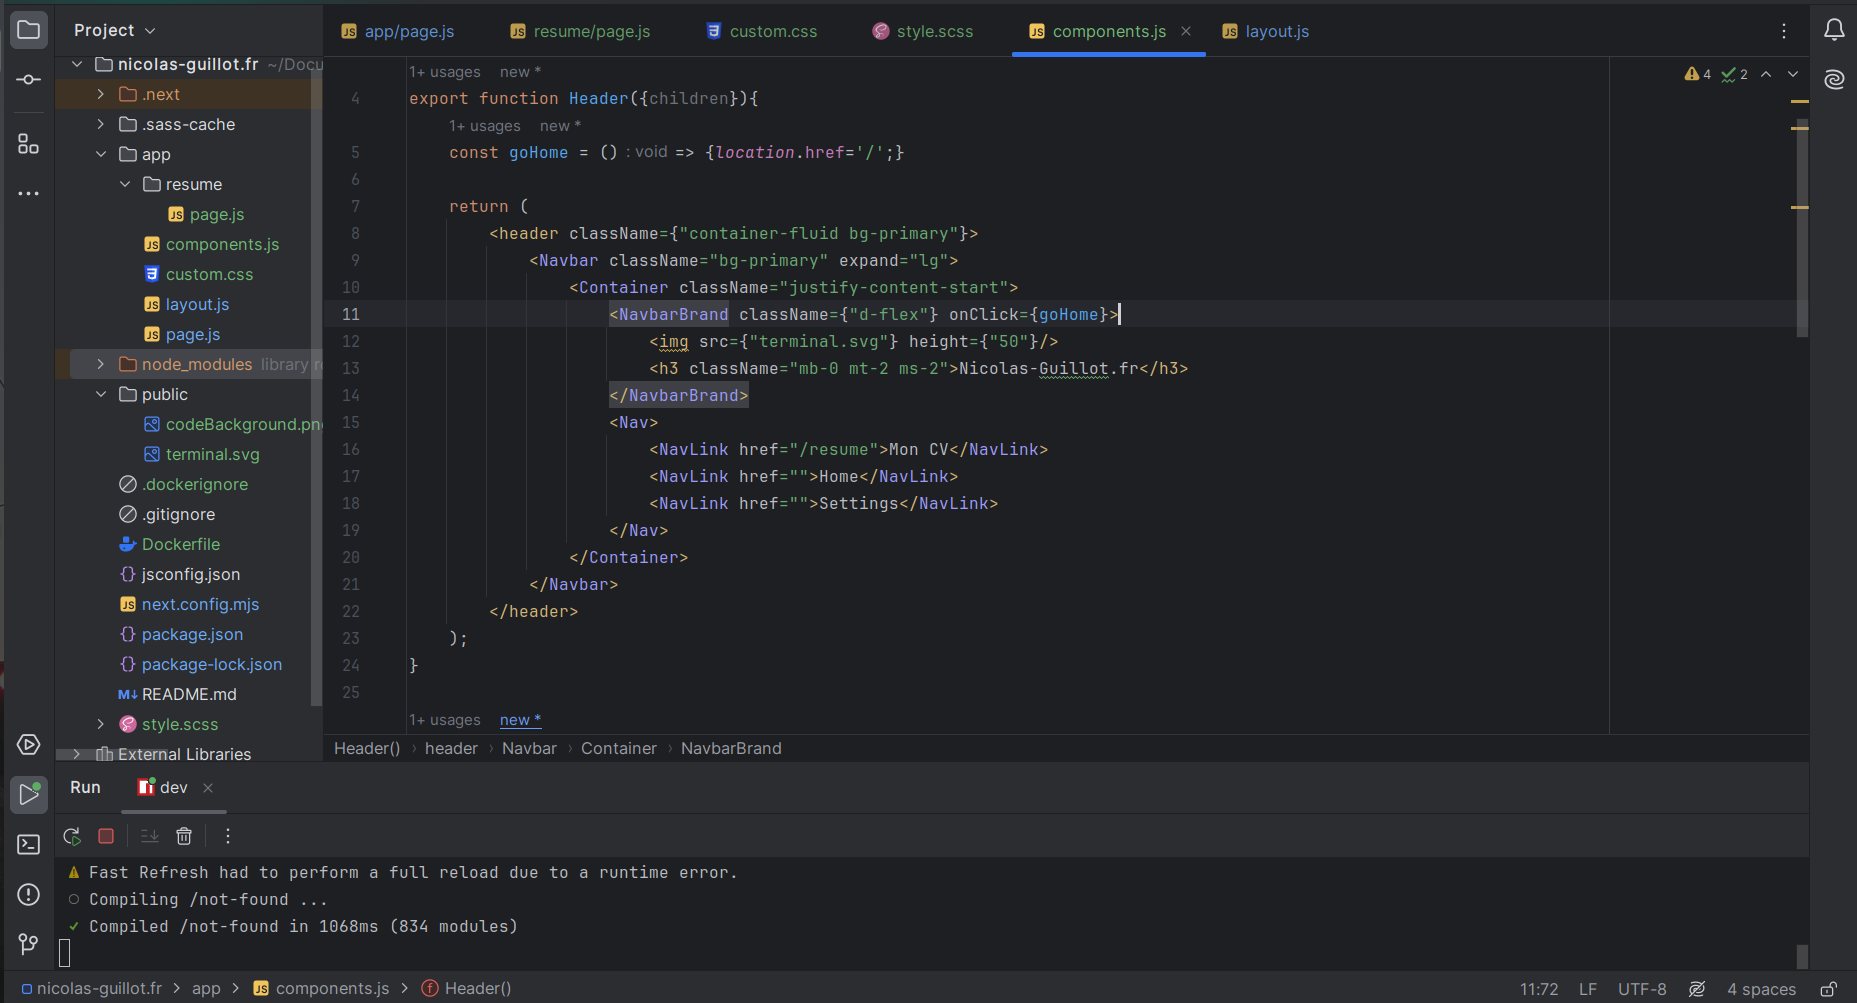 Project
app/page.js
resume/page.js
custom.css
style.scss
components.js
layout.js
nicolas-guillot.fr ~/Docu
.next
.sass-cache
app
resume
page.js
components.js
custom.css
layout.js
page.js
node_modules library r
public
codeBackground.pn
terminal.svg
.dockerignore
.gitignore
Dockerfile
jsconfig.json
next.config.mjs
package.json
package-lock.json
README.md
style.scss
External Libraries
4 2
1+ usages new *
4 export function Header({children}){
1+ usages new *
5 const goHome = () : void => {location.href='/';}
6
7 return (
8 <header className={"container-fluid bg-primary"}>
9 <Navbar className="bg-primary" expand="lg">
10 <Container className="justify-content-start">
11 <NavbarBrand className={"d-flex"} onClick={goHome}>
12 <img src={"terminal.svg"} height={"50"}/>
13 <h3 className="mb-0 mt-2 ms-2">Nicolas-Guillot.fr</h3>
14 </NavbarBrand>
15 <Nav>
16 <NavLink href="/resume">Mon CV</NavLink>
17 <NavLink href="">Home</NavLink>
18 <NavLink href="">Settings</NavLink>
19 </Nav>
20 </Container>
21 </Navbar>
22 </header>
23 );
24 }
25
1+ usages new *
Header() › header › Navbar › Container › NavbarBrand
Run dev
Fast Refresh had to perform a full reload due to a runtime error.
Compiling /not-found ...
Compiled /not-found in 1068ms (834 modules)
nicolas-guillot.fr > app > components.js > Header()
11:72 LF UTF-8 4 spaces